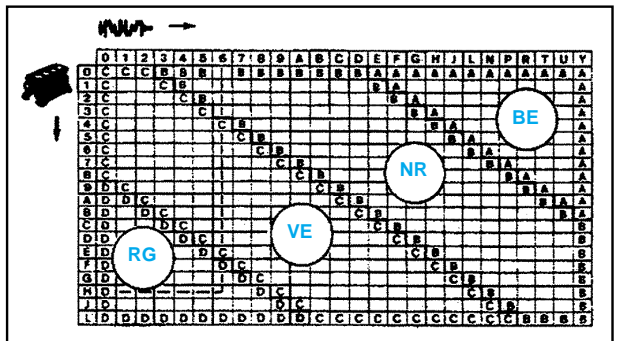 0 1 2 3 4 5 6 7 8 9 A B C D E F G H J L N P R T U Y
0 C C C B B B B B B B B B B A A A A A A A A A A A A
1 C C B B A A
2 C C B B A A
3 C C B A A
4 C C B B A A
5 C C B B A A
6 C C B B A A
7 C C B B A A
8 C C B B A A
9 D C C B B A A
A D D C C B B A A
B D D C C B B A A
C D D C C B B
D D D C C B B
E D D C C B B
F D D C C B B
G D D C C B B
H D D C C B B
J D D C C B B
L D D D D D D D D D D D C C C C C C C C C C C B B B B
BE
NR
VE
RG